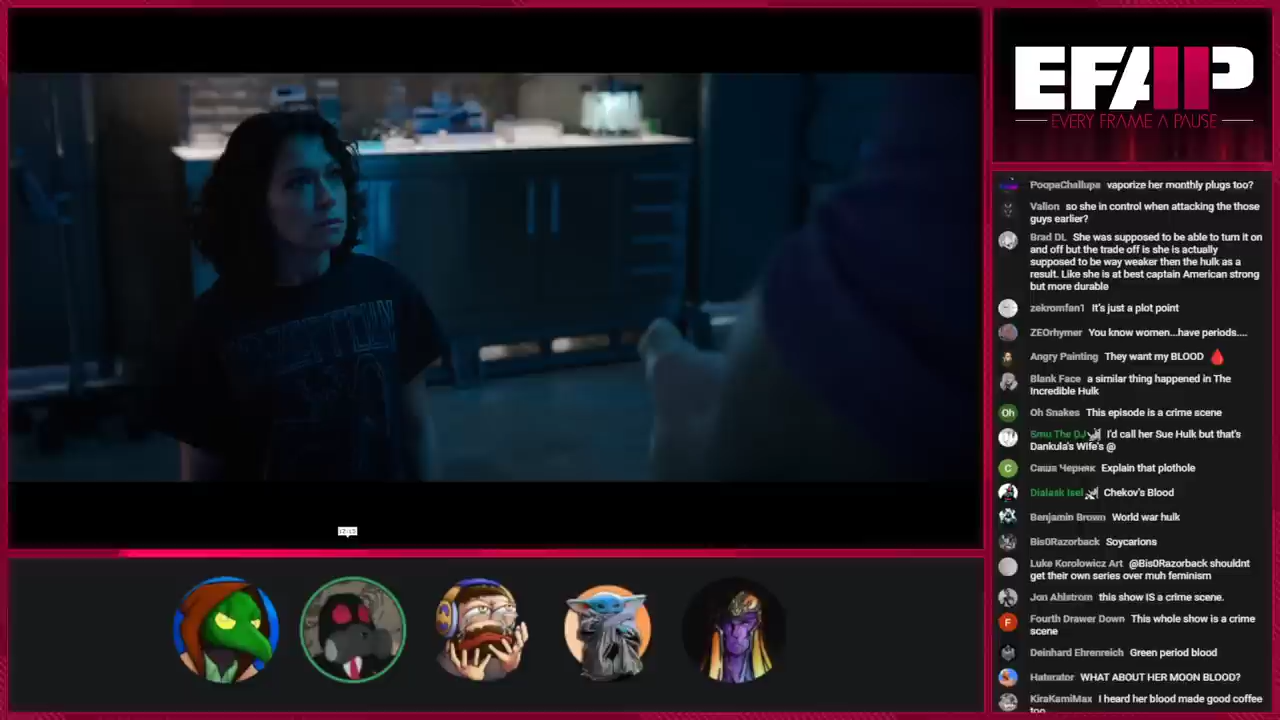 EFAP
EVERY FRAME A PAUSE
PoopaChallupa vaporize her monthly plugs too?
Vallon so she in control when attacking the those
guys earlier?
Brad DL She was supposed to be able to turn it on
and off but the trade off is she is actually
supposed to be way weaker then the hulk as a
result. Like she is at best captain American strong
but more durable
zekromfan1 It's just a plot point
ZEOrhymer You know women...have periods....
Angry Painting They want my BLOOD 🩸
Blank Face a similar thing happened in The
Incredible Hulk
Oh Snakes This episode is a crime scene
Smu The DJ I'd call her Sue Hulk but that's
Dankula's Wife's @
Саша Черняк Explain that plothole
Dialask Isel Chekov's Blood
Benjamin Brown World war hulk
Bis0Razorback Soycarions
Luke Korolowicz Art @Bis0Razorback shouldnt
get their own series over muh feminism
Jon Ahlstrom this show IS a crime scene.
Fourth Drawer Down This whole show is a crime
scene
Deinhard Ehrenreich Green period blood
Haturator WHAT ABOUT HER MOON BLOOD?
KiraKamiMax I heard her blood made good coffee
too